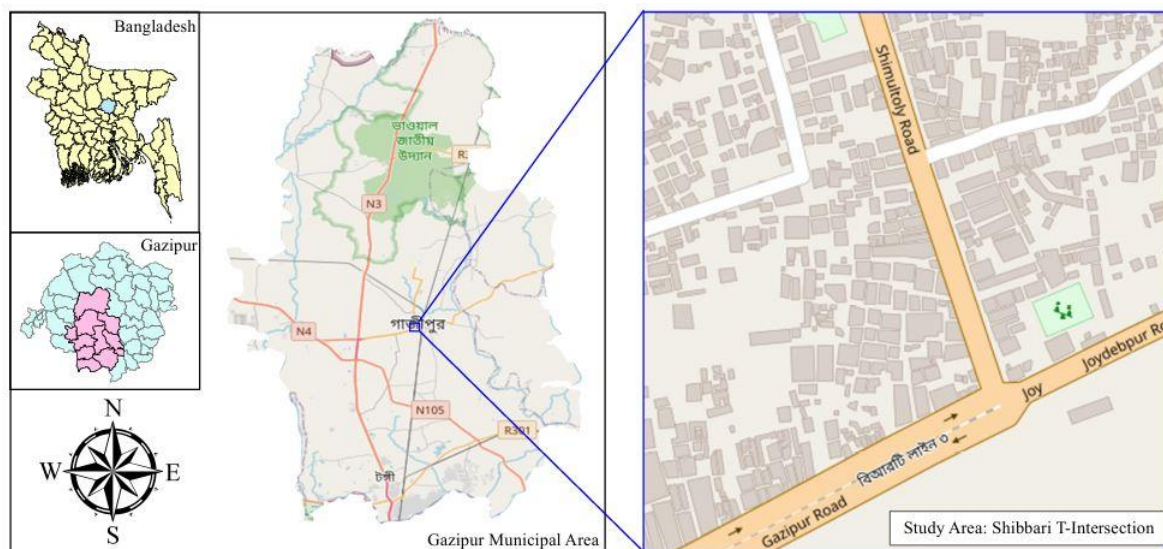 Bangladesh
Gazipur
N
W
E
S
ভাওয়াল
জাতীয়
উদ্যান
N3
N4
গাজীপুর
N105
R301
টঙ্গী
Gazipur Municipal Area
Shimultoly Road
Joydebpur Ro
Joy
বিআরটি লাইন ৩
Gazipur Road
Study Area: Shibbari T-Intersection